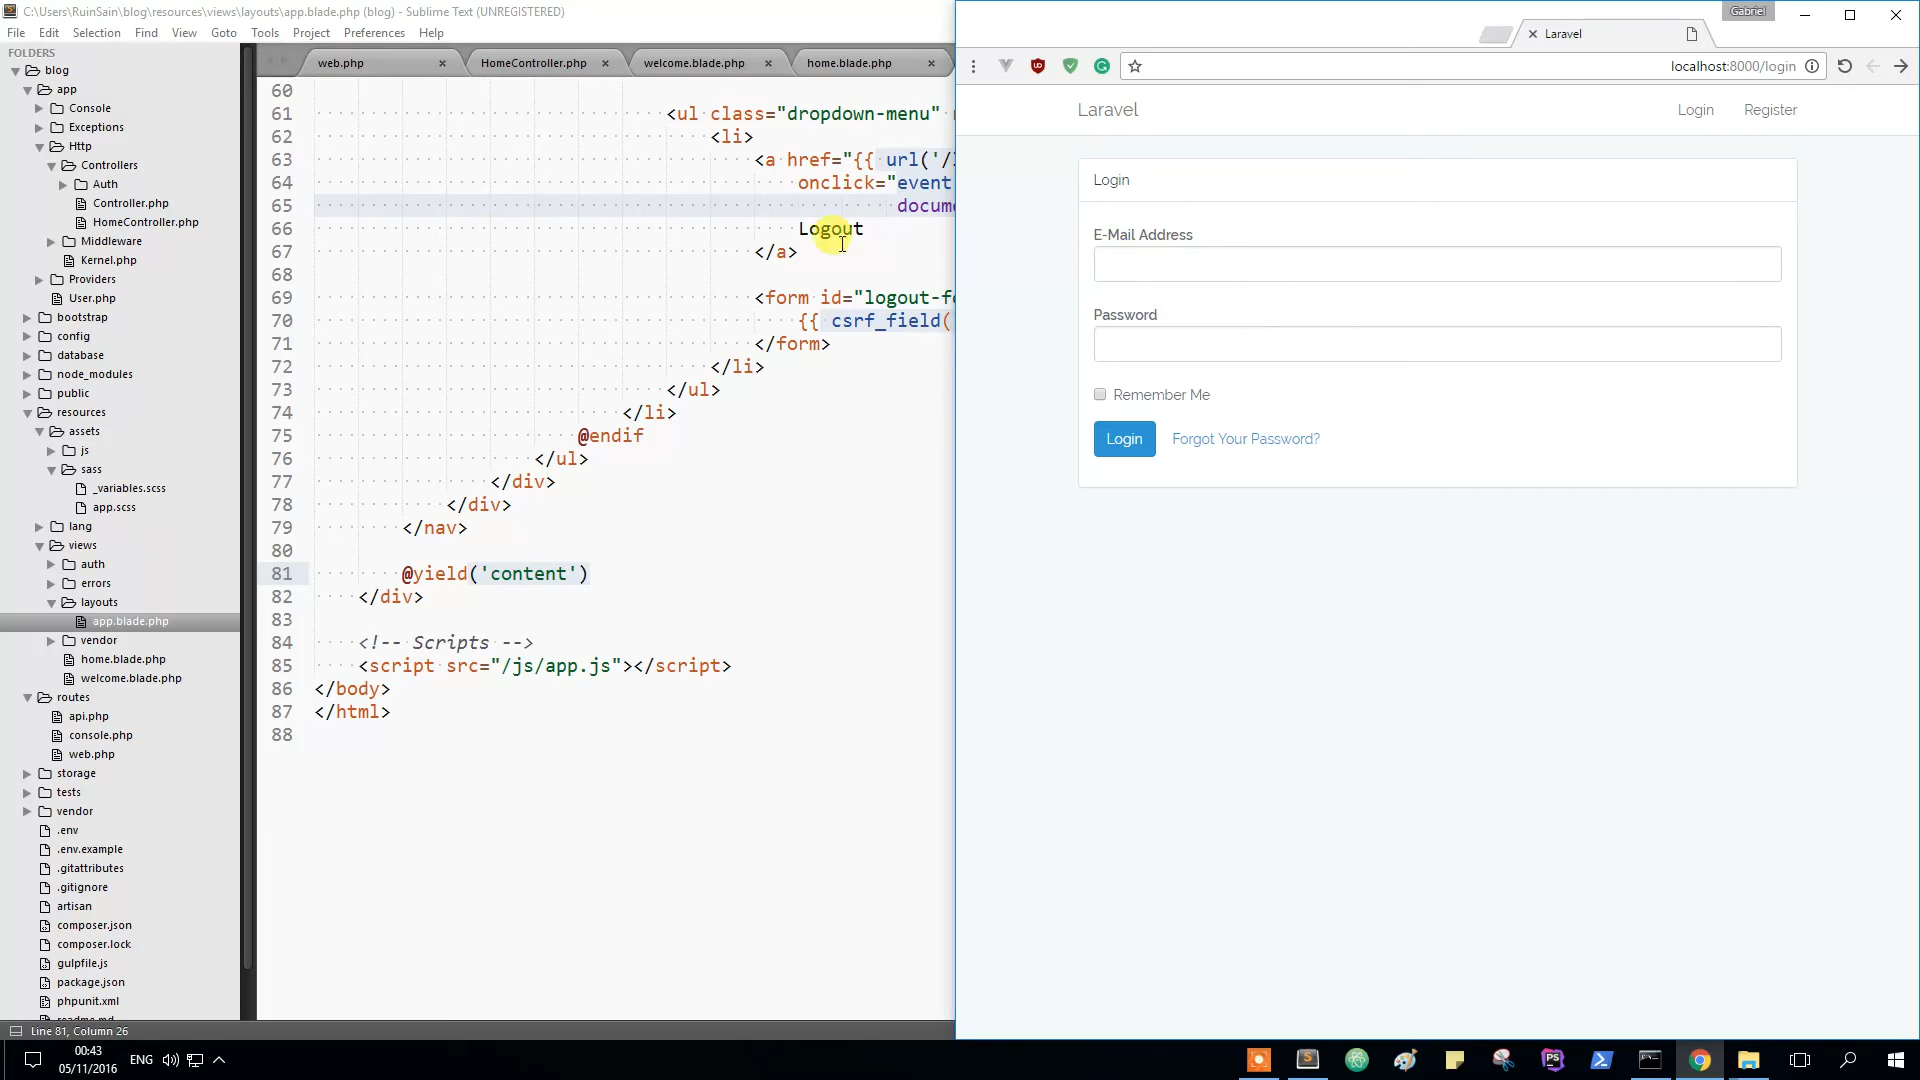 C:\Users\RuinSain\blog\resources\views\layouts\app.blade.php (blog) - Sublime Text (UNREGISTERED)
File Edit Selection Find View Goto Tools Project Preferences Help
FOLDERS
blog
app
Console
Exceptions
Http
Controllers
Auth
Controller.php
HomeController.php
Middleware
Kernel.php
Providers
User.php
bootstrap
config
database
node_modules
public
resources
assets
js
sass
_variables.scss
app.scss
lang
views
auth
errors
layouts
app.blade.php
vendor
home.blade.php
welcome.blade.php
routes
api.php
console.php
web.php
storage
tests
vendor
.env
.env.example
.gitattributes
.gitignore
artisan
composer.json
composer.lock
gulpfile.js
package.json
phpunit.xml
readme.md
web.php HomeController.php welcome.blade.php home.blade.php
60
61 <ul class="dropdown-menu"
62 <li>
63 <a href="{{ url('/
64 onclick="event
65 docume
66 Logout
67 </a>
68
69 <form id="logout-fo
70 {{ csrf_field(
71 </form>
72 </li>
73 </ul>
74 </li>
75 @endif
76 </ul>
77 </div>
78 </div>
79 </nav>
80
81 @yield('content')
82 </div>
83
84 <!-- Scripts -->
85 <script src="/js/app.js"></script>
86 </body>
87 </html>
88
Line 81, Column 26
Gabriel
Laravel
localhost:8000/login
Laravel Login Register
Login
E-Mail Address
Password
Remember Me
Login Forgot Your Password?
00:43
05/11/2016
ENG